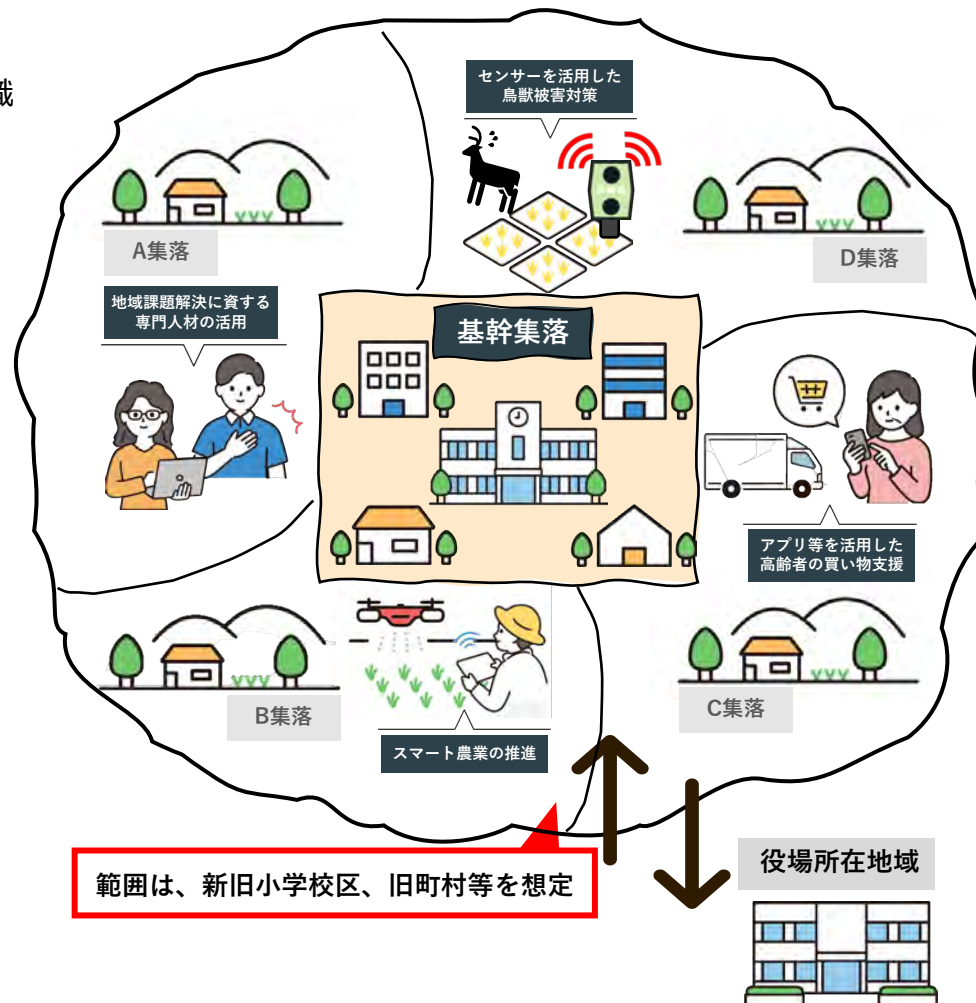 織
センサーを活用した
鳥獣被害対策
A集落
D集落
地域課題解決に資する
専門人材の活用
基幹集落
アプリ等を活用した
高齢者の買い物支援
B集落
C集落
スマート農業の推進
範囲は、新旧小学校区、旧町村等を想定
役場所在地域